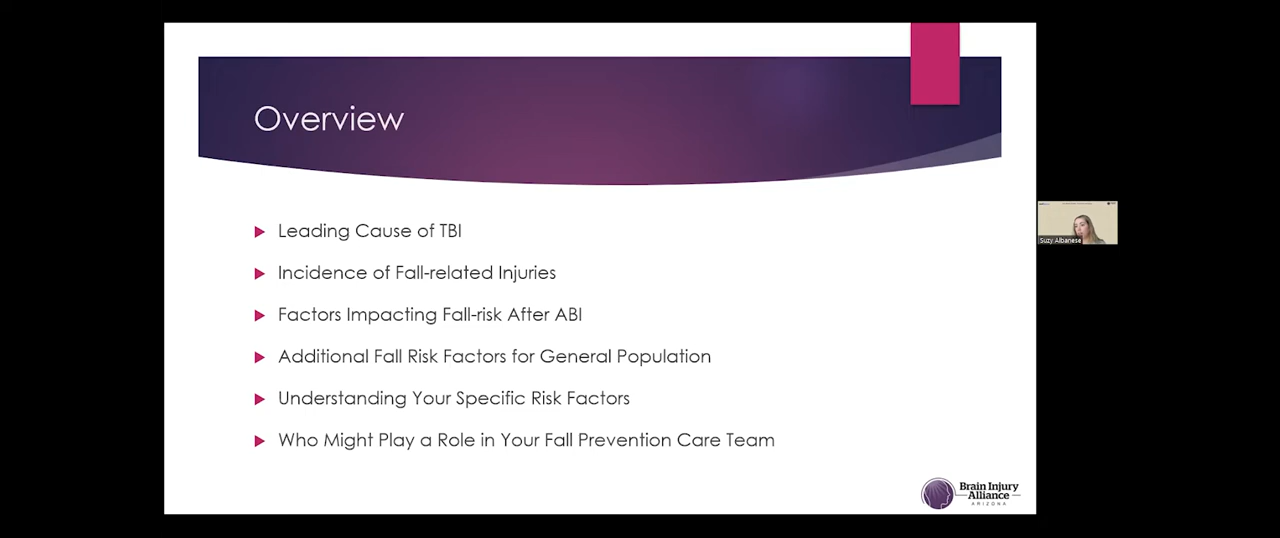 Overview
Leading Cause of TBI
Incidence of Fall-related Injuries
Factors Impacting Fall-risk After ABI
Additional Fall Risk Factors for General Population
Understanding Your Specific Risk Factors
Who Might Play a Role in Your Fall Prevention Care Team
Suzy Albanese
Brain Injury
Alliance
ARIZONA